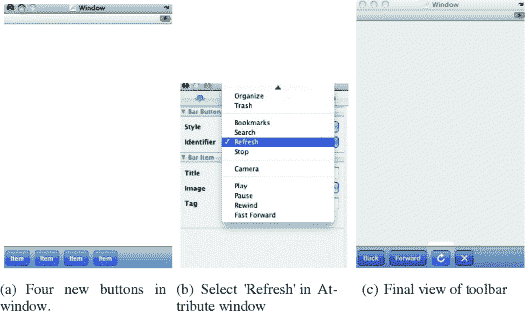 Window
Item Item Item Item
(a) Four new buttons in
window.
Organize
Trash
Bookmarks
Search
Refresh
Stop
Camera
Play
Pause
Rewind
Fast Forward
Bar Button
Style
Identifier
Bar Item
Title
Image
Tag
(b) Select 'Refresh' in At-
tribute window
Window
Back Forward
(c) Final view of toolbar